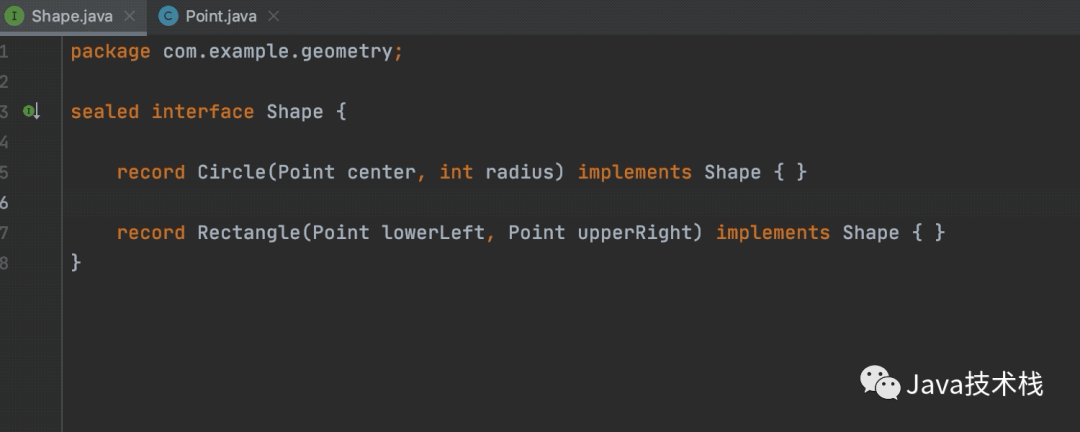 Shape.java
Point.java
1 package com.example.geometry;
2
3 sealed interface Shape {
4
5 record Circle(Point center, int radius) implements Shape { }
6
7 record Rectangle(Point lowerLeft, Point upperRight) implements Shape { }
8 }
Java技术栈